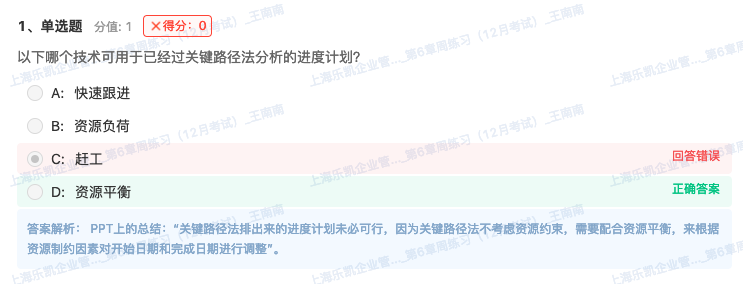 1、单选题 分值: 1 ✕得分：0
以下哪个技术可用于已经过关键路径法分析的进度计划?
A: 快速跟进
B: 资源负荷
C: 赶工 回答错误
D: 资源平衡 正确答案
答案解析： PPT上的总结：“关键路径法排出来的进度计划未必可行，因为关键路径法不考虑资源约束，需要配合资源平衡，来根据
资源制约因素对开始日期和完成日期进行调整”。
上海乐凯企业管..._第6章周练习（12月考试）_王南南